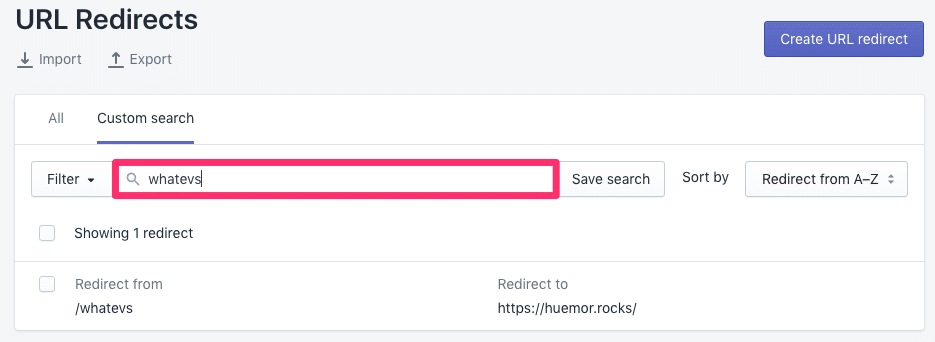 URL Redirects
Import Export
Create URL redirect
All Custom search
Filter whatevs Save search Sort by Redirect from A–Z
Showing 1 redirect
Redirect from Redirect to
/whatevs https://huemor.rocks/